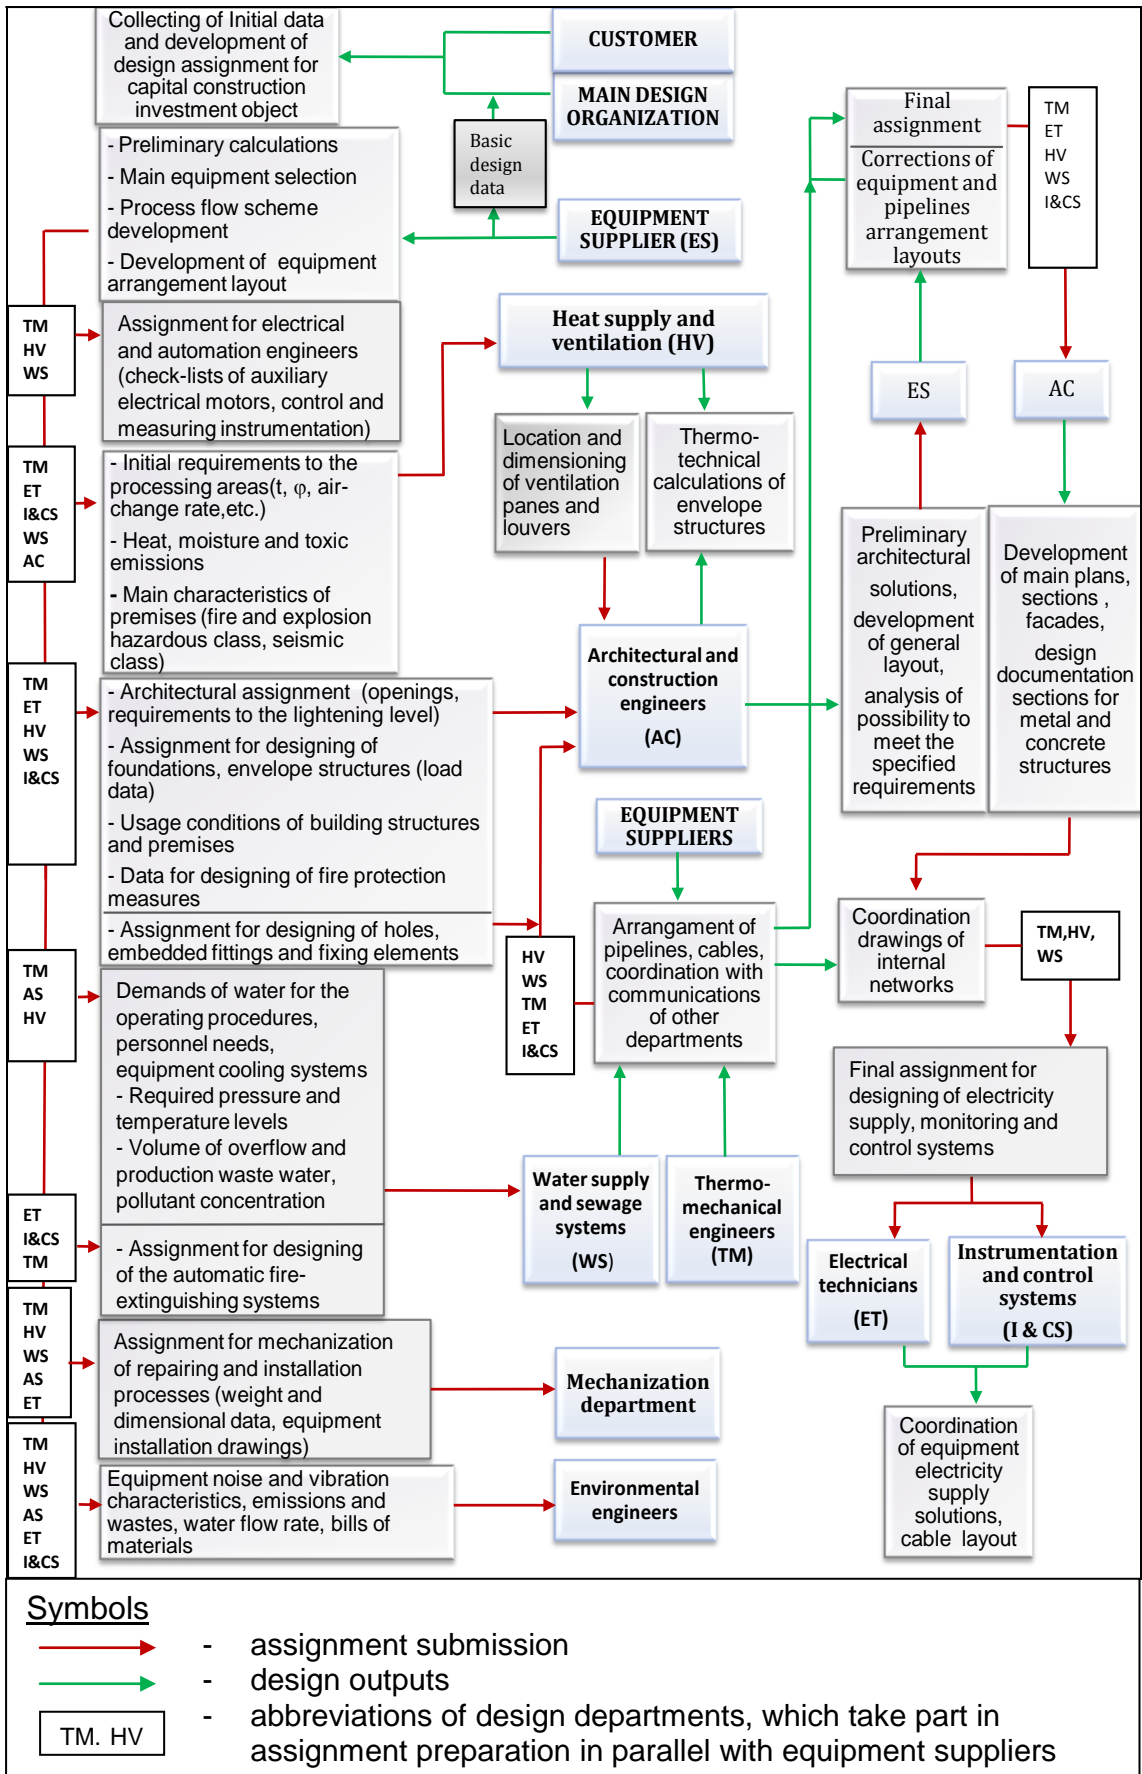 Collecting of Initial data
and development of
design assignment for
capital construction
investment object
CUSTOMER
MAIN DESIGN
ORGANIZATION
Basic
design
data
EQUIPMENT
SUPPLIER (ES)
- Preliminary calculations
- Main equipment selection
- Process flow scheme
development
- Development of equipment
arrangement layout
Final
assignment
Corrections of
equipment and
pipelines
arrangement
layouts
TM
ET
HV
WS
I&CS
TM
HV
WS
Assignment for electrical
and automation engineers
(check-lists of auxiliary
electrical motors, control and
measuring instrumentation)
Heat supply and
ventilation (HV)
ES
AC
Location and
dimensioning
of ventilation
panes and
louvers
Thermo-
technical
calculations of
envelope
structures
TM
ET
I&CS
WS
AC
- Initial requirements to the
processing areas(t, φ, air-
change rate,etc.)
- Heat, moisture and toxic
emissions
- Main characteristics of
premises (fire and explosion
hazardous class, seismic
class)
Preliminary
architectural
solutions,
development
of general
layout,
analysis of
possibility to
meet the
specified
requirements
Development
of main plans,
sections ,
facades,
design
documentation
sections for
metal and
concrete
structures
Architectural and
construction
engineers
(AC)
TM
ET
HV
WS
I&CS
- Architectural assignment (openings,
requirements to the lightening level)
- Assignment for designing of
foundations, envelope structures (load
data)
- Usage conditions of building structures
and premises
- Data for designing of fire protection
measures
- Assignment for designing of holes,
embedded fittings and fixing elements
EQUIPMENT
SUPPLIERS
HV
WS
TM
ET
I&CS
Arrangament of
pipelines, cables,
coordination with
communications
of other
departments
Coordination
drawings of
internal
networks
TM,HV,
WS
TM
AS
HV
Demands of water for the
operating procedures,
personnel needs,
equipment cooling systems
- Required pressure and
temperature levels
- Volume of overflow and
production waste water,
pollutant concentration
Final assignment for
designing of electricity
supply, monitoring and
control systems
Water supply
and sewage
systems
(WS)
Thermo-
mechanical
engineers
(TM)
ET
I&CS
TM
- Assignment for designing
of the automatic fire-
extinguishing systems
Electrical
technicians
(ET)
Instrumentation
and control
systems
(I & CS)
TM
HV
WS
AS
ET
Assignment for mechanization
of repairing and installation
processes (weight and
dimensional data, equipment
installation drawings)
Mechanization
department
Coordination
of equipment
electricity
supply
solutions,
cable layout
TM
HV
WS
AS
ET
I&CS
Equipment noise and vibration
characteristics, emissions and
wastes, water flow rate, bills of
materials
Environmental
engineers
Symbols
- assignment submission
- design outputs
TM. HV
- abbreviations of design departments, which take part in
assignment preparation in parallel with equipment suppliers